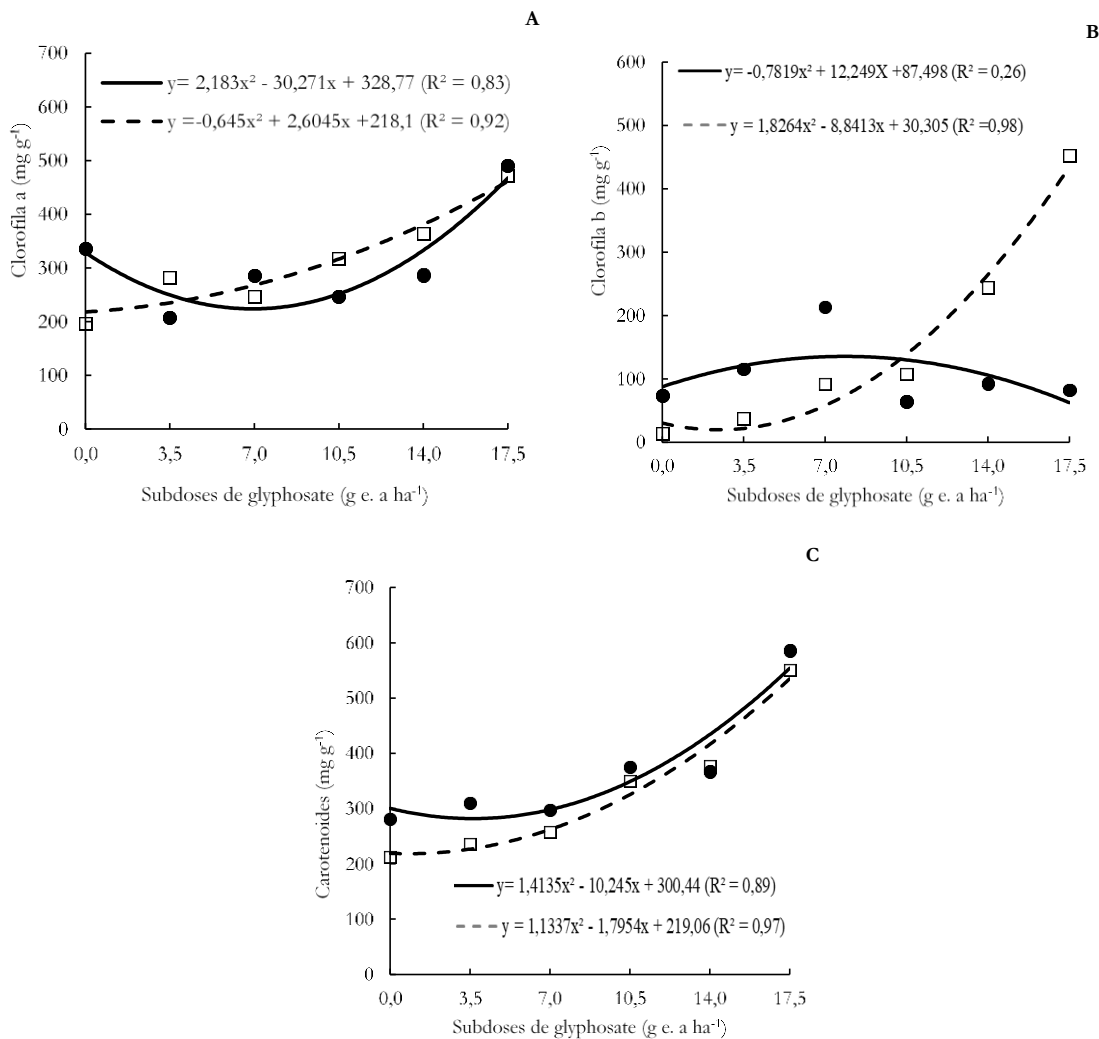 A
700
600
500
400
300
200
100
0
Clorofila a (mg g⁻¹)
y= 2,183x² - 30,271x + 328,77 (R² = 0,83)
y =-0,645x² + 2,6045x +218,1 (R² = 0,92)
0,0 3,5 7,0 10,5 14,0 17,5
Subdoses de glyphosate (g e. a ha⁻¹)
B
600
500
400
300
200
100
0
Clorofila b (mg g⁻¹)
y= -0,7819x² + 12,249X +87,498 (R² = 0,26)
y = 1,8264x² - 8,8413x + 30,305 (R² =0,98)
0,0 3,5 7,0 10,5 14,0 17,5
Subdoses de glyphosate (g e. a ha⁻¹)
C
700
600
500
400
300
200
100
0
Carotenoides (mg g⁻¹)
y= 1,4135x² - 10,245x + 300,44 (R² = 0,89)
y = 1,1337x² - 1,7954x + 219,06 (R² = 0,97)
0,0 3,5 7,0 10,5 14,0 17,5
Subdoses de glyphosate (g e. a ha⁻¹)